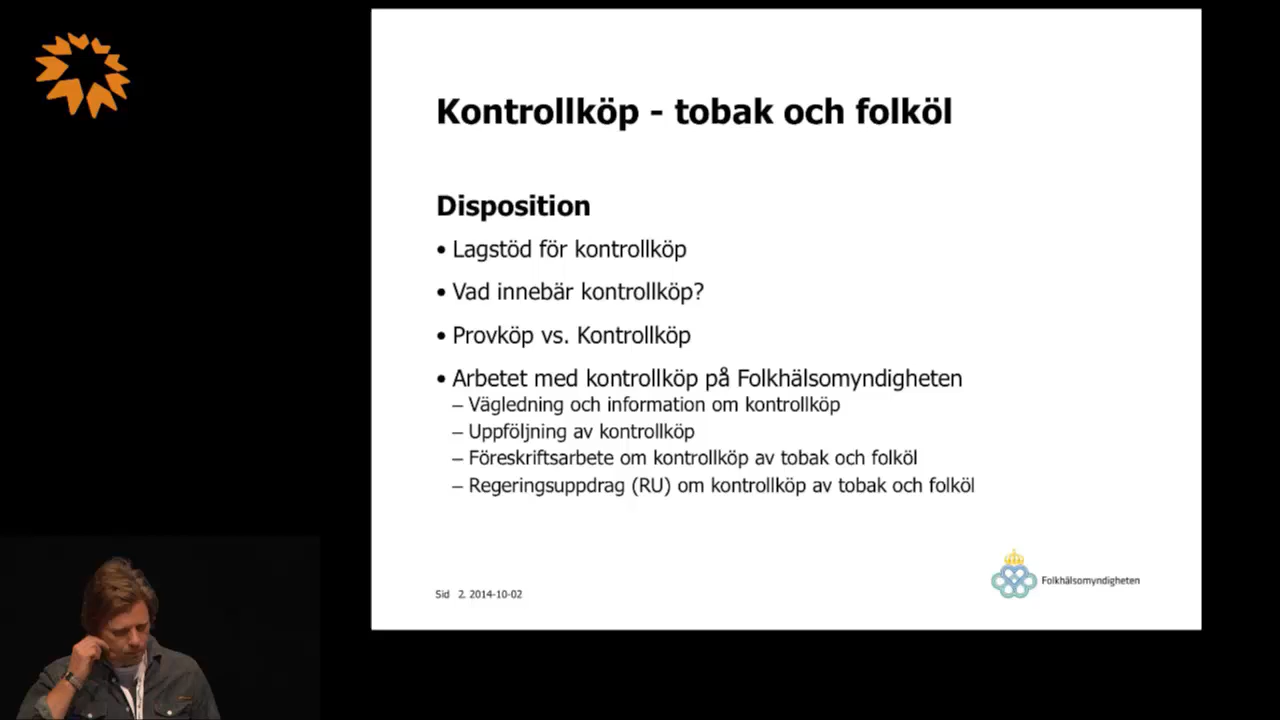 Kontrollköp - tobak och folköl
Disposition
• Lagstöd för kontrollköp
• Vad innebär kontrollköp?
• Provköp vs. Kontrollköp
• Arbetet med kontrollköp på Folkhälsomyndigheten
– Vägledning och information om kontrollköp
– Uppföljning av kontrollköp
– Föreskriftsarbete om kontrollköp av tobak och folköl
– Regeringsuppdrag (RU) om kontrollköp av tobak och folköl
Sid 2. 2014-10-02
Folkhälsomyndigheten